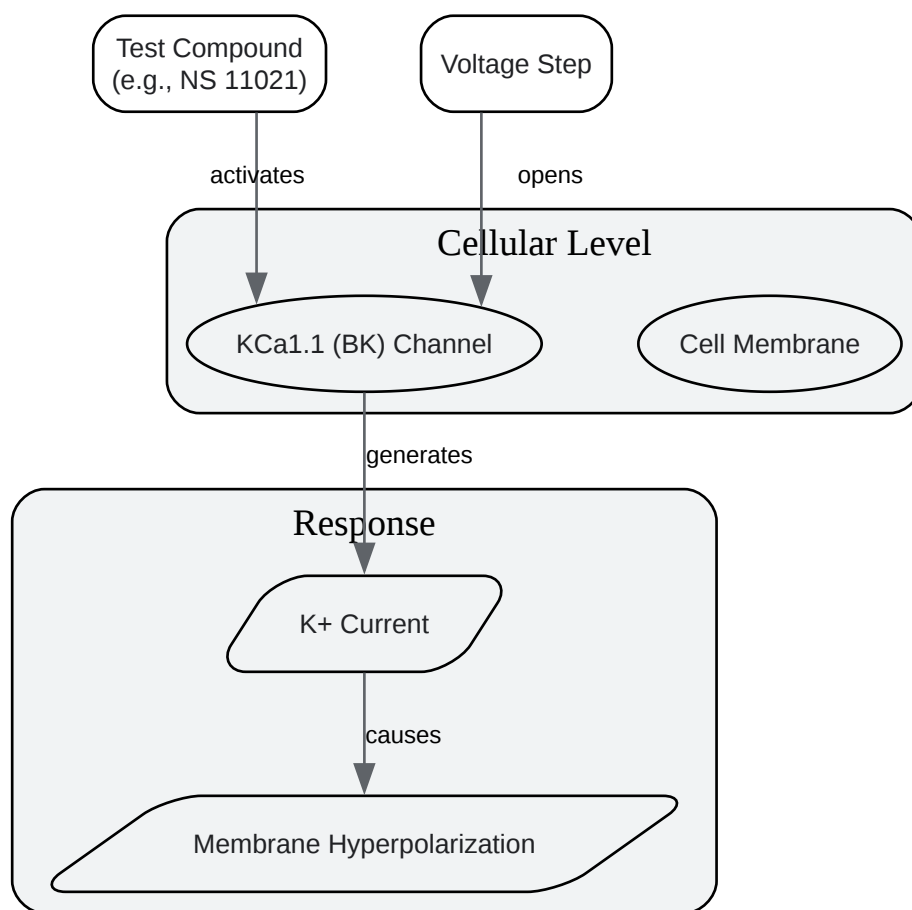 Test Compound
(e.g., NS 11021)
Voltage Step
activates
opens
Cellular Level
KCa1.1 (BK) Channel
Cell Membrane
generates
Response
K+ Current
causes
Membrane Hyperpolarization